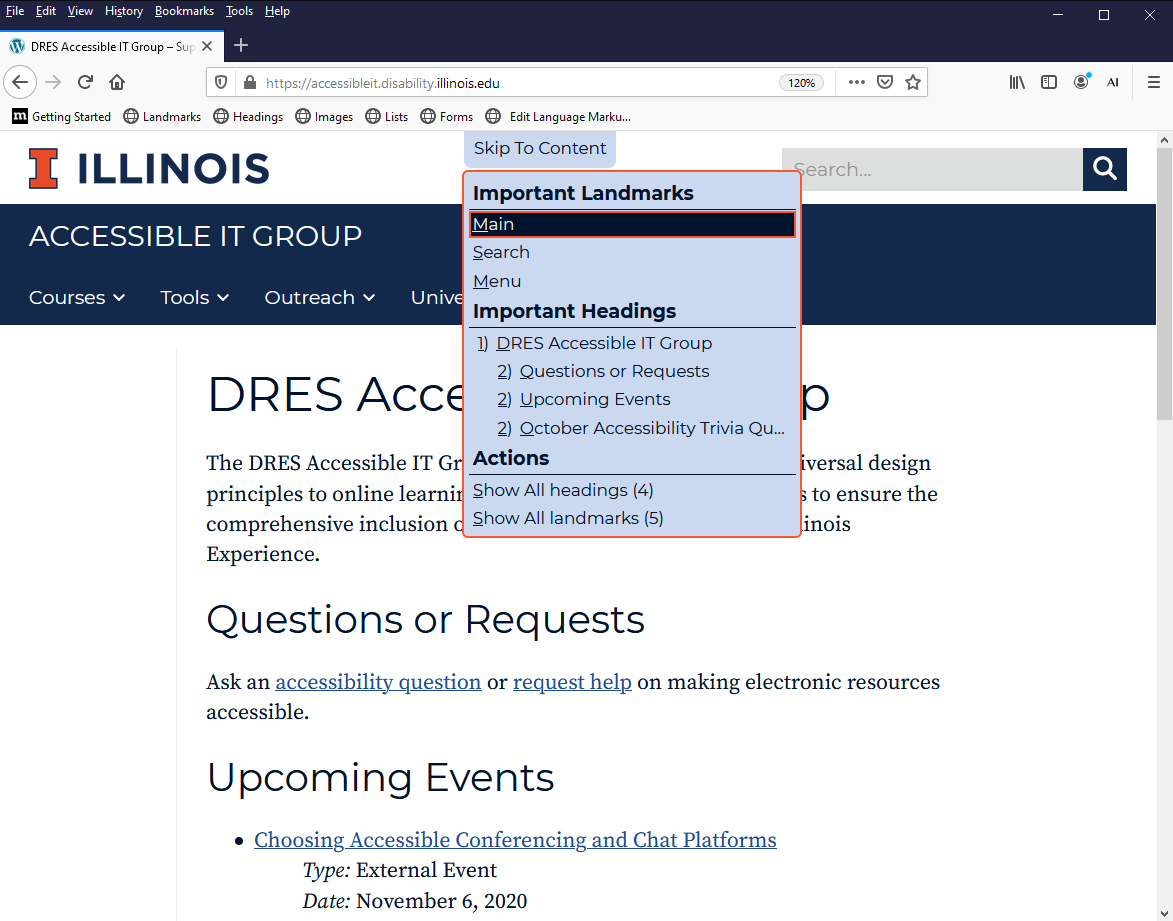 File Edit View History Bookmarks Tools Help
DRES Accessible IT Group – Sup
https://accessibleit.disability.illinois.edu 120%
AI
m Getting Started Landmarks Headings Images Lists Forms Edit Language Marku...
I ILLINOIS
Skip To Content
Search...
ACCESSIBLE IT GROUP
Courses Tools Outreach Unive
Important Landmarks
Main
Search
Menu
Important Headings
1) DRES Accessible IT Group
2) Questions or Requests
2) Upcoming Events
2) October Accessibility Trivia Qu...
Actions
Show All headings (4)
Show All landmarks (5)
DRES Acce p
The DRES Accessible IT Gr iversal design
principles to online learnin s to ensure the
comprehensive inclusion o inois
Experience.
Questions or Requests
Ask an accessibility question or request help on making electronic resources
accessible.
Upcoming Events
Choosing Accessible Conferencing and Chat Platforms
Type: External Event
Date: November 6, 2020